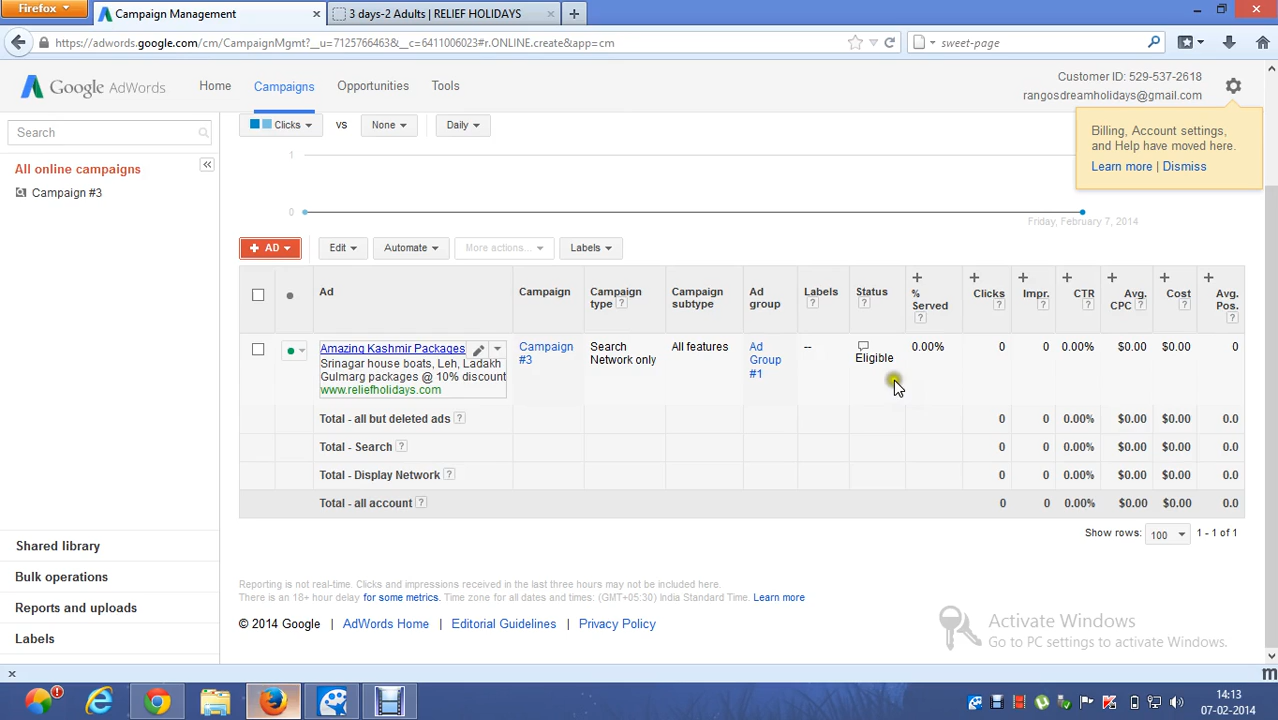 Firefox
Campaign Management
3 days-2 Adults | RELIEF HOLIDAYS
https://adwords.google.com/cm/CampaignMgmt?__u=7125766463&__c=6411006023#r.ONLINE.create&app=cm
sweet-page
Google AdWords
Home
Campaigns
Opportunities
Tools
Customer ID: 529-537-2618
rangosdreamholidays@gmail.com
Billing, Account settings,
and Help have moved here.
Learn more | Dismiss
Search
All online campaigns
Campaign #3
Clicks
vs
None
Daily
1
0
Friday, February 7, 2014
+ AD
Edit
Automate
More actions...
Labels
Ad
Campaign
Campaign type ?
Campaign subtype
Ad group
Labels ?
Status ?
% Served ?
Clicks ?
Impr. ?
CTR ?
Avg. CPC ?
Cost ?
Avg. Pos. ?
Amazing Kashmir Packages
Srinagar house boats, Leh, Ladakh
Gulmarg packages @ 10% discount
www.reliefholidays.com
Campaign #3
Search Network only
All features
Ad Group #1
--
Eligible
0.00%
0
0
0.00%
$0.00
$0.00
0
Total - all but deleted ads ?
0
0
0.00%
$0.00
$0.00
0.0
Total - Search ?
0
0
0.00%
$0.00
$0.00
0.0
Total - Display Network ?
0
0
0.00%
$0.00
$0.00
0.0
Total - all account ?
0
0
0.00%
$0.00
$0.00
0.0
Show rows: 100 1 - 1 of 1
Shared library
Bulk operations
Reports and uploads
Labels
Reporting is not real-time. Clicks and impressions received in the last three hours may not be included here.
There is an 18+ hour delay for some metrics. Time zone for all dates and times: (GMT+05:30) India Standard Time. Learn more
© 2014 Google | AdWords Home | Editorial Guidelines | Privacy Policy
Activate Windows
Go to PC settings to activate Windows.
14:13
07-02-2014